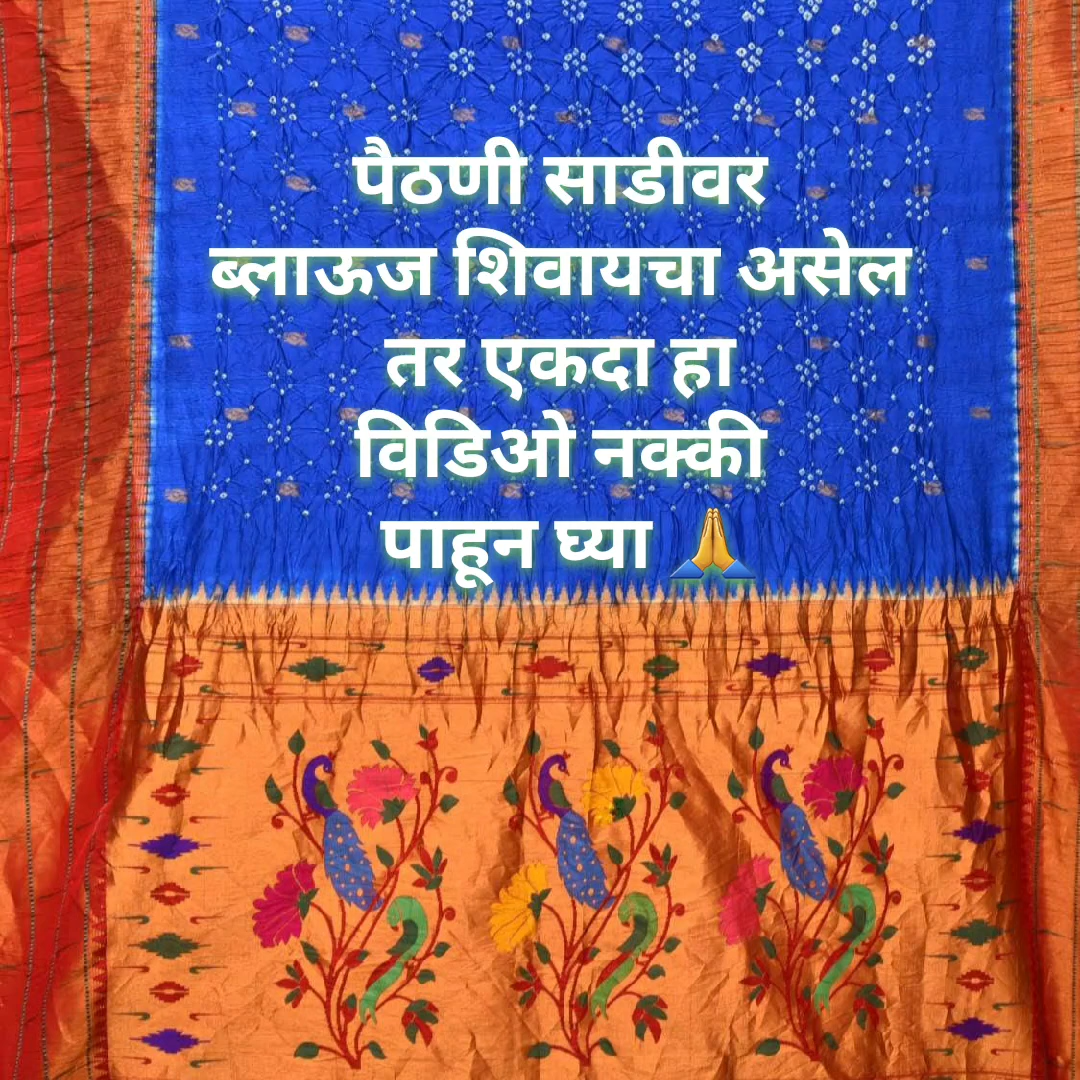 पैठणी साडीवर
ब्लाऊज शिवायचा असेल
तर एकदा हा
विडिओ नक्की
पाहून घ्या 🙏